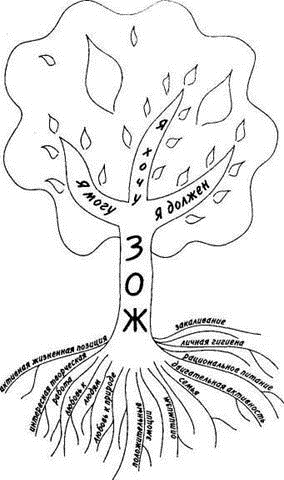 Я хочу
Я могу
Я должен
ЗОЖ
закаливание
личная гигиена
рациональное питание
двигательная активность
семья
оптимизм
положительные
эмоции
любовь к природе
любовь к
людям
интересная творческая
работа
активная жизненная позиция